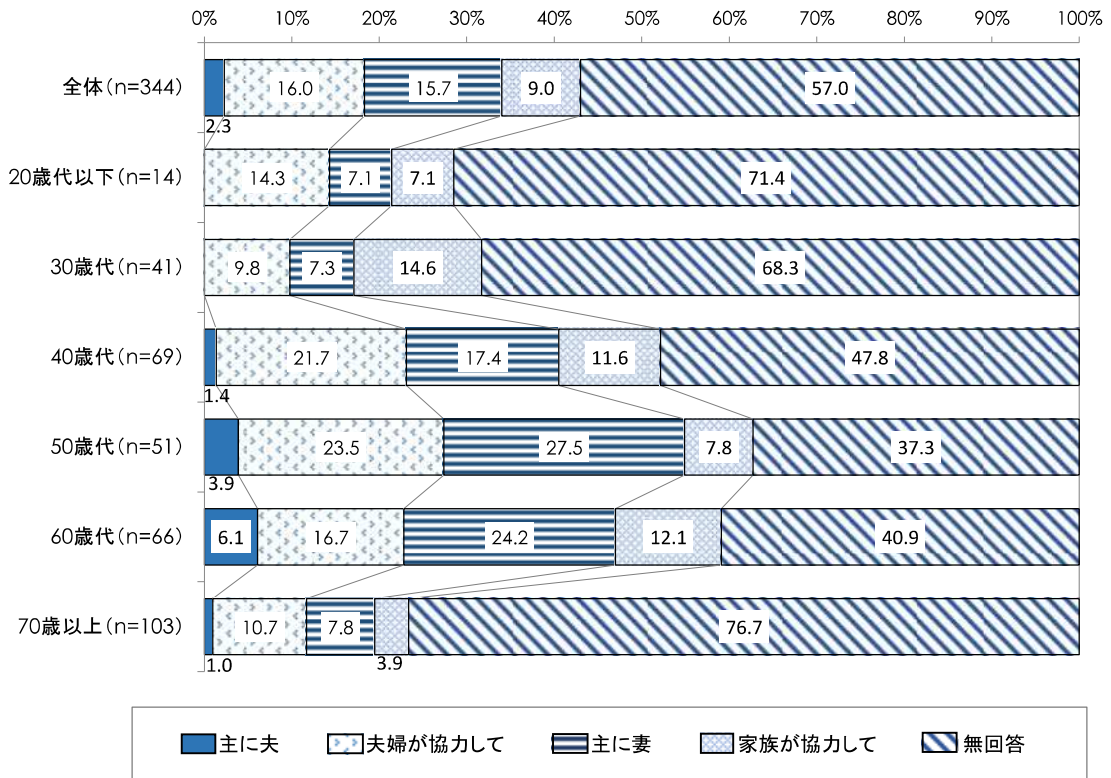 0% 10% 20% 30% 40% 50% 60% 70% 80% 90% 100%
全体(n=344) 16.0 15.7 9.0 57.0
2.3
20歳代以下(n=14) 14.3 7.1 7.1 71.4
30歳代(n=41) 9.8 7.3 14.6 68.3
40歳代(n=69) 21.7 17.4 11.6 47.8
1.4
50歳代(n=51) 23.5 27.5 7.8 37.3
3.9
60歳代(n=66) 6.1 16.7 24.2 12.1 40.9
70歳以上(n=103) 10.7 7.8 76.7
1.0 3.9
主に夫 夫婦が協力して 主に妻 家族が協力して 無回答